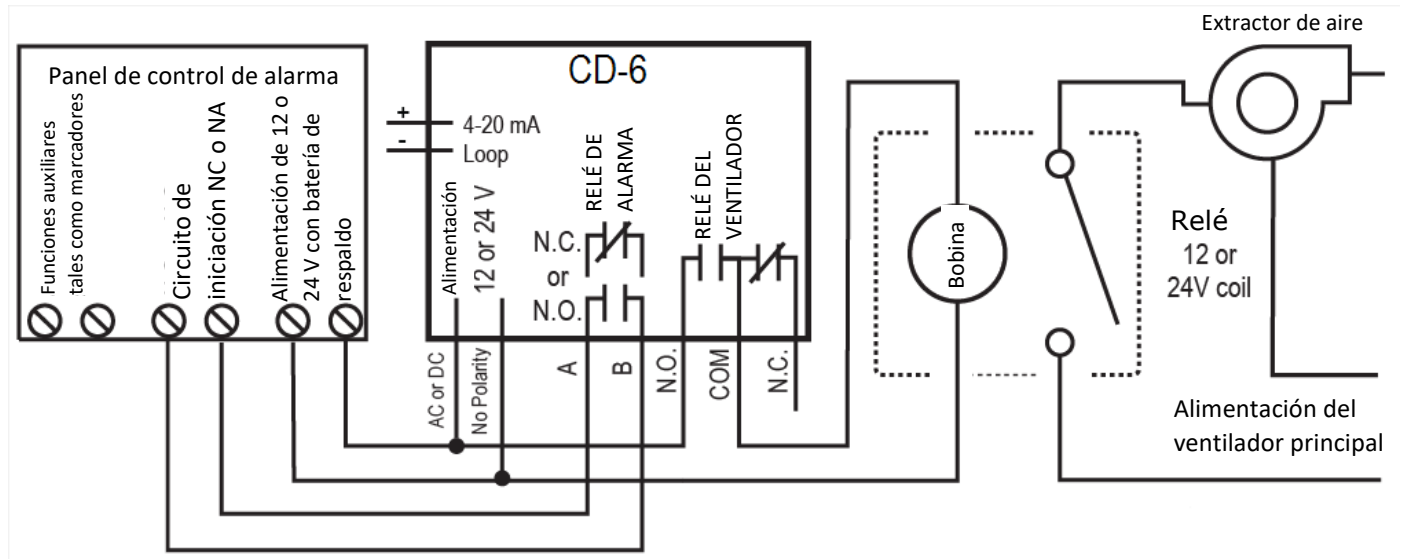 Extractor de aire
Panel de control de alarma
Funciones auxiliares
tales como marcadores
Circuito de
iniciación NC o NA
Alimentación de 12 o
24 V con batería de
respaldo
CD-6
+
4-20 mA
-
Loop
Alimentación
12 or 24 V
RELÉ DE
ALARMA
N.C.
or
N.O.
RELÉ DEL
VENTILADOR
AC or DC
No Polarity
A
B
N.O.
COM
N.C.
Bobina
Relé
12 or
24V coil
Alimentación del
ventilador principal